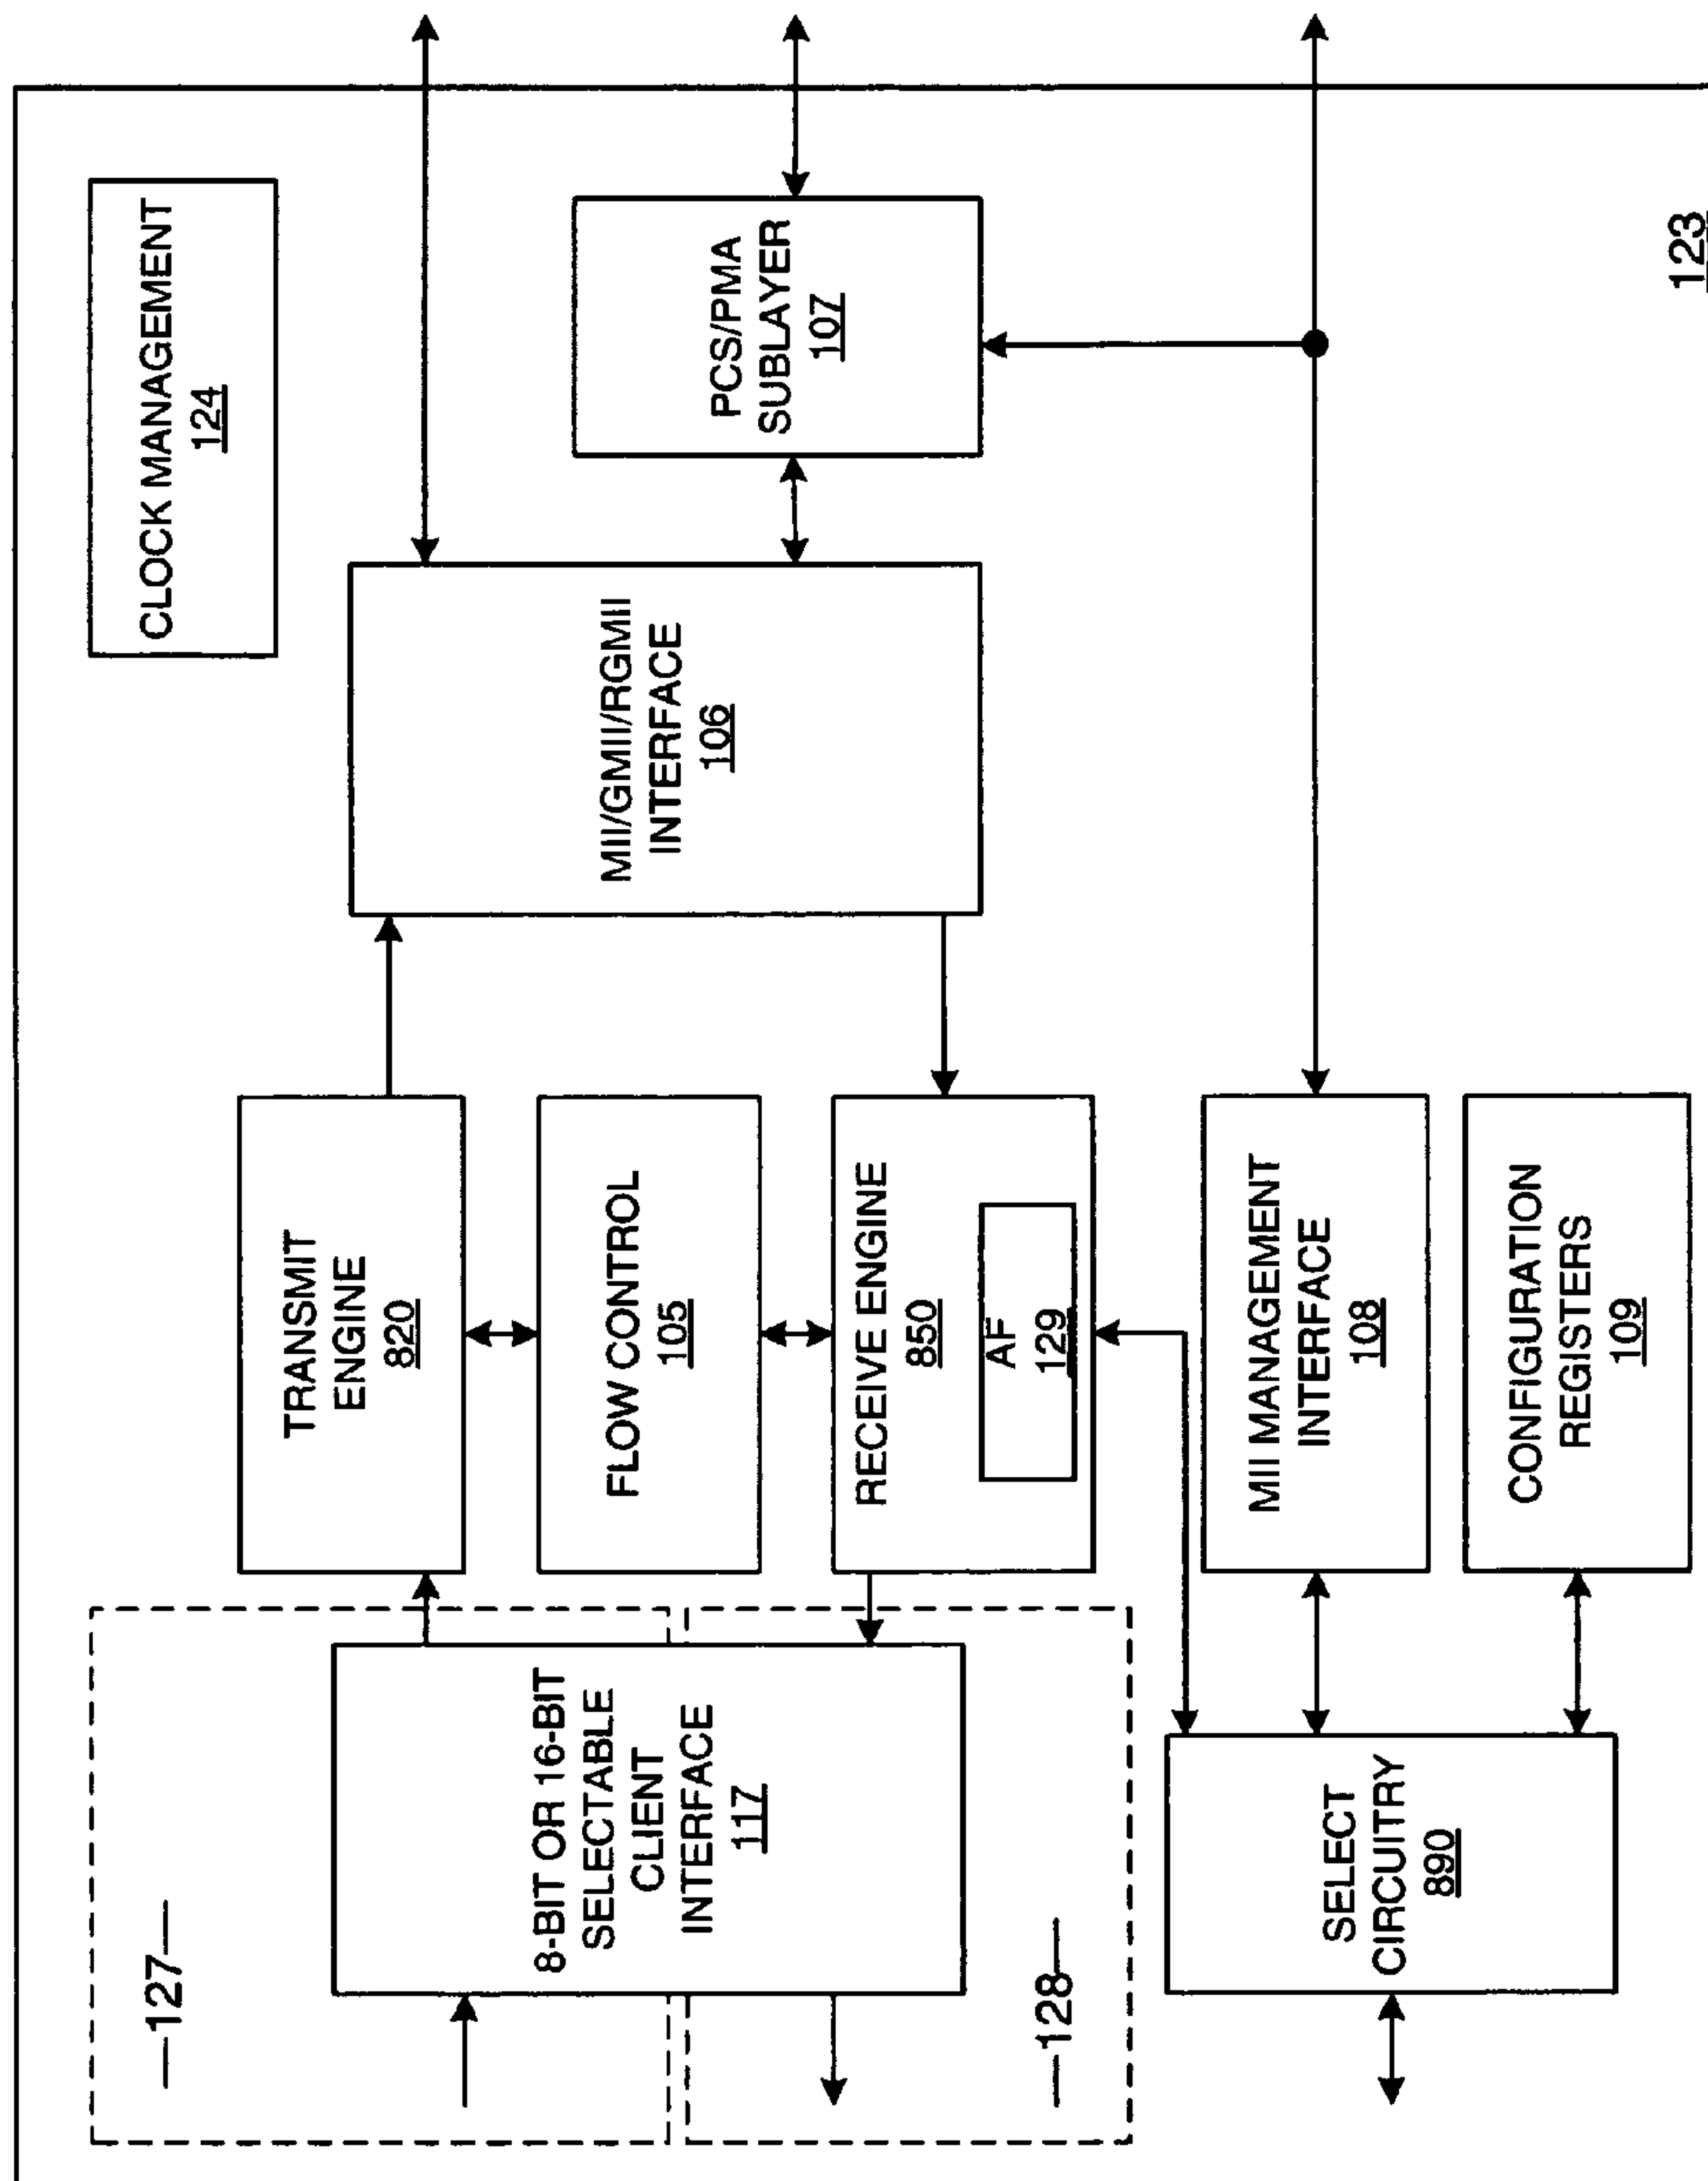 CLOCK MANAGEMENT
124
—127—
8-BIT OR 16-BIT
SELECTABLE
CLIENT
INTERFACE
117
—128—
TRANSMIT
ENGINE
820
FLOW CONTROL
105
RECEIVE ENGINE
850
AF
129
MII/GMII/RGMII
INTERFACE
106
PCS/PMA
SUBLAYER
107
SELECT
CIRCUITRY
890
MII MANAGEMENT
INTERFACE
108
CONFIGURATION
REGISTERS
109
123